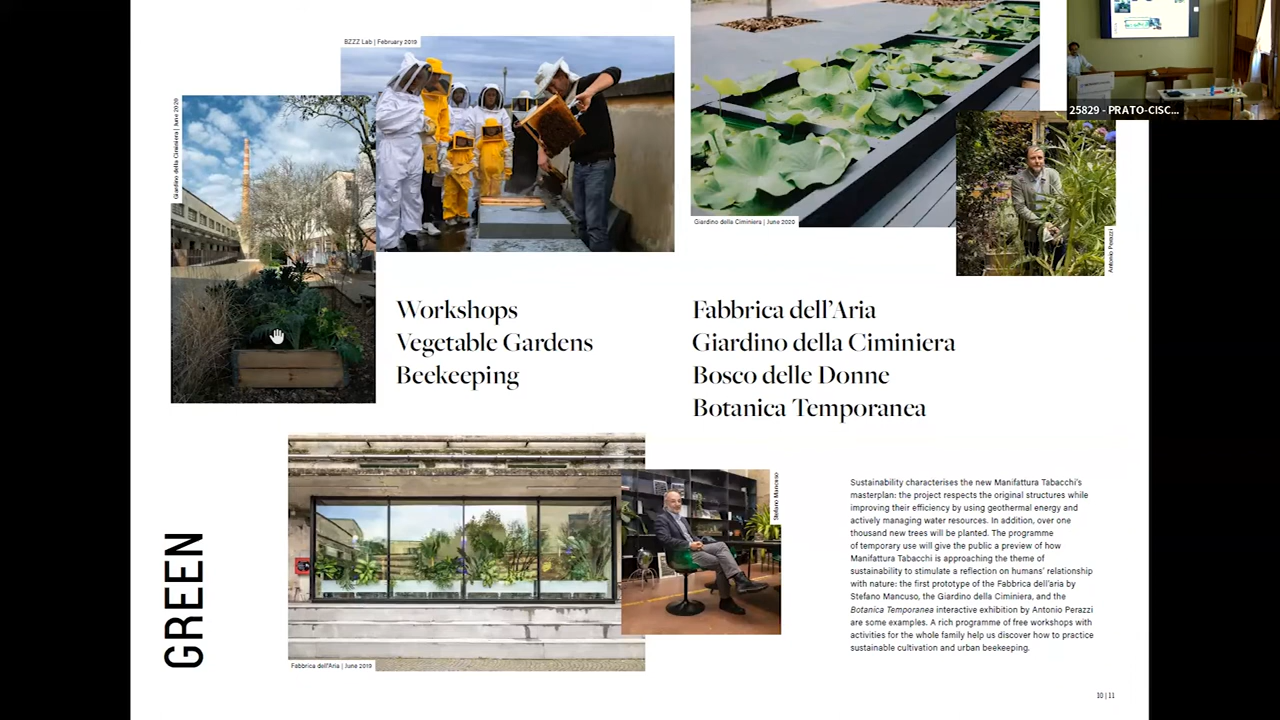 BZZZ Lab | February 2019
Giardino della Ciminiera | June 2020
Giardino della Ciminiera | June 2020
Antonio Perazzi
25829 - PRATO-CISC...
Workshops
Vegetable Gardens
Beekeeping
Fabbrica dell'Aria
Giardino della Ciminiera
Bosco delle Donne
Botanica Temporanea
GREEN
Fabbrica dell'Aria | June 2019
Stefano Mancuso
Sustainability characterises the new Manifattura Tabacchi's
masterplan: the project respects the original structures while
improving their efficiency by using geothermal energy and
actively managing water resources. In addition, over one
thousand new trees will be planted. The programme
of temporary use will give the public a preview of how
Manifattura Tabacchi is approaching the theme of
sustainability to stimulate a reflection on humans' relationship
with nature: the first prototype of the Fabbrica dell'aria by
Stefano Mancuso, the Giardino della Ciminiera, and the
Botanica Temporanea interactive exhibition by Antonio Perazzi
are some examples. A rich programme of free workshops with
activities for the whole family help us discover how to practice
sustainable cultivation and urban beekeeping.
10 | 11